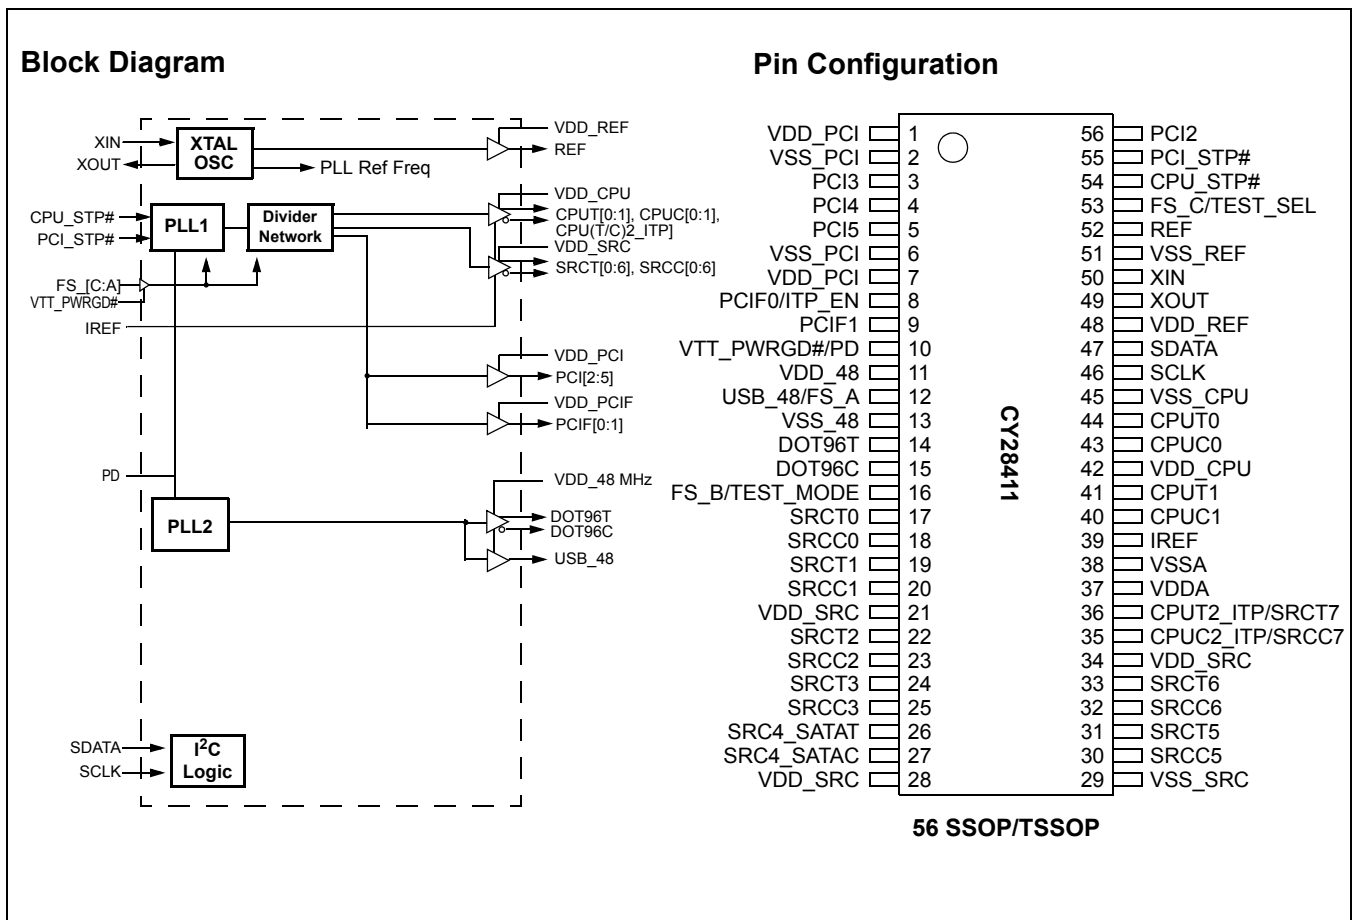 Block Diagram
XIN
XOUT
XTAL
OSC
VDD_REF
REF
PLL Ref Freq
CPU_STP#
PCI_STP#
PLL1
Divider
Network
VDD_CPU
CPUT[0:1], CPUC[0:1],
CPU(T/C)2_ITP]
VDD_SRC
SRCT[0:6], SRCC[0:6]
FS_[C:A]
VTT_PWRGD#
IREF
VDD_PCI
PCI[2:5]
VDD_PCIF
PCIF[0:1]
PD
PLL2
VDD_48 MHz
DOT96T
DOT96C
USB_48
SDATA
SCLK
I2C
Logic
Pin Configuration
VDD_PCI 1 56 PCI2
VSS_PCI 2 55 PCI_STP#
PCI3 3 54 CPU_STP#
PCI4 4 53 FS_C/TEST_SEL
PCI5 5 52 REF
VSS_PCI 6 51 VSS_REF
VDD_PCI 7 50 XIN
PCIF0/ITP_EN 8 49 XOUT
PCIF1 9 48 VDD_REF
VTT_PWRGD#/PD 10 47 SDATA
VDD_48 11 46 SCLK
USB_48/FS_A 12 45 VSS_CPU
VSS_48 13 44 CPUT0
DOT96T 14 43 CPUC0
DOT96C 15 42 VDD_CPU
FS_B/TEST_MODE 16 41 CPUT1
SRCT0 17 40 CPUC1
SRCC0 18 39 IREF
SRCT1 19 38 VSSA
SRCC1 20 37 VDDA
VDD_SRC 21 36 CPUT2_ITP/SRCT7
SRCT2 22 35 CPUC2_ITP/SRCC7
SRCC2 23 34 VDD_SRC
SRCT3 24 33 SRCT6
SRCC3 25 32 SRCC6
SRC4_SATAT 26 31 SRCT5
SRC4_SATAC 27 30 SRCC5
VDD_SRC 28 29 VSS_SRC
CY28411
56 SSOP/TSSOP